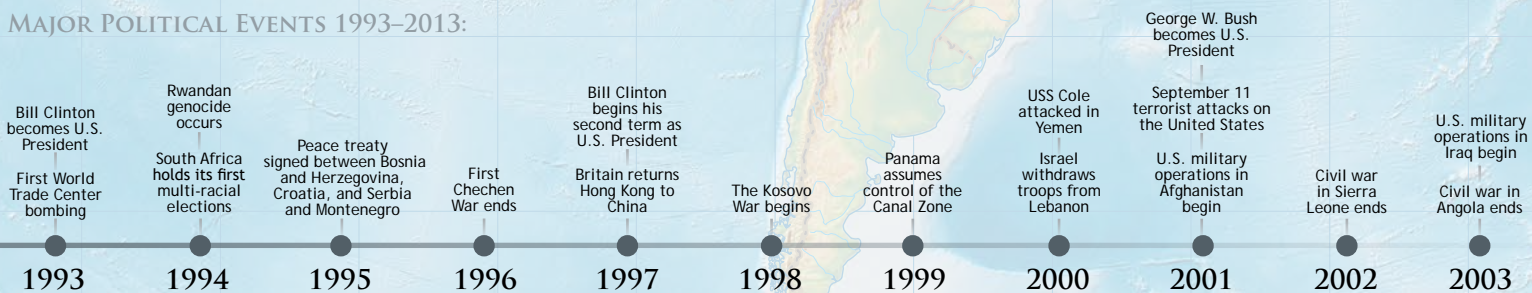 MAJOR POLITICAL EVENTS 1993–2013:
Bill Clinton
becomes U.S.
President
First World
Trade Center
bombing
1993
Rwandan
genocide
occurs
South Africa
holds its first
multi-racial
elections
1994
Peace treaty
signed between Bosnia
and Herzegovina,
Croatia, and Serbia
and Montenegro
1995
First
Chechen
War ends
1996
Bill Clinton
begins his
second term as
U.S. President
Britain returns
Hong Kong to
China
1997
The Kosovo
War begins
1998
Panama
assumes
control of the
Canal Zone
1999
USS Cole
attacked in
Yemen
Israel
withdraws
troops from
Lebanon
2000
George W. Bush
becomes U.S.
President
September 11
terrorist attacks on
the United States
U.S. military
operations in
Afghanistan
begin
2001
Civil war
in Sierra
Leone ends
2002
U.S. military
operations in
Iraq begin
Civil war in
Angola ends
2003